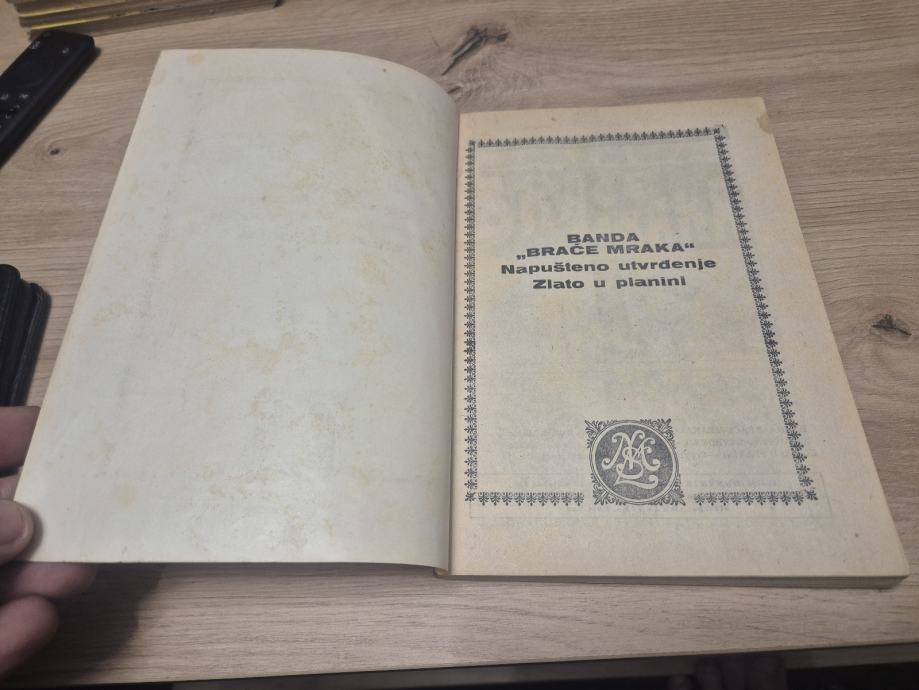 BANDA
„BRAĆE MRAKA“
Napušteno utvrđenje
Zlato u planini